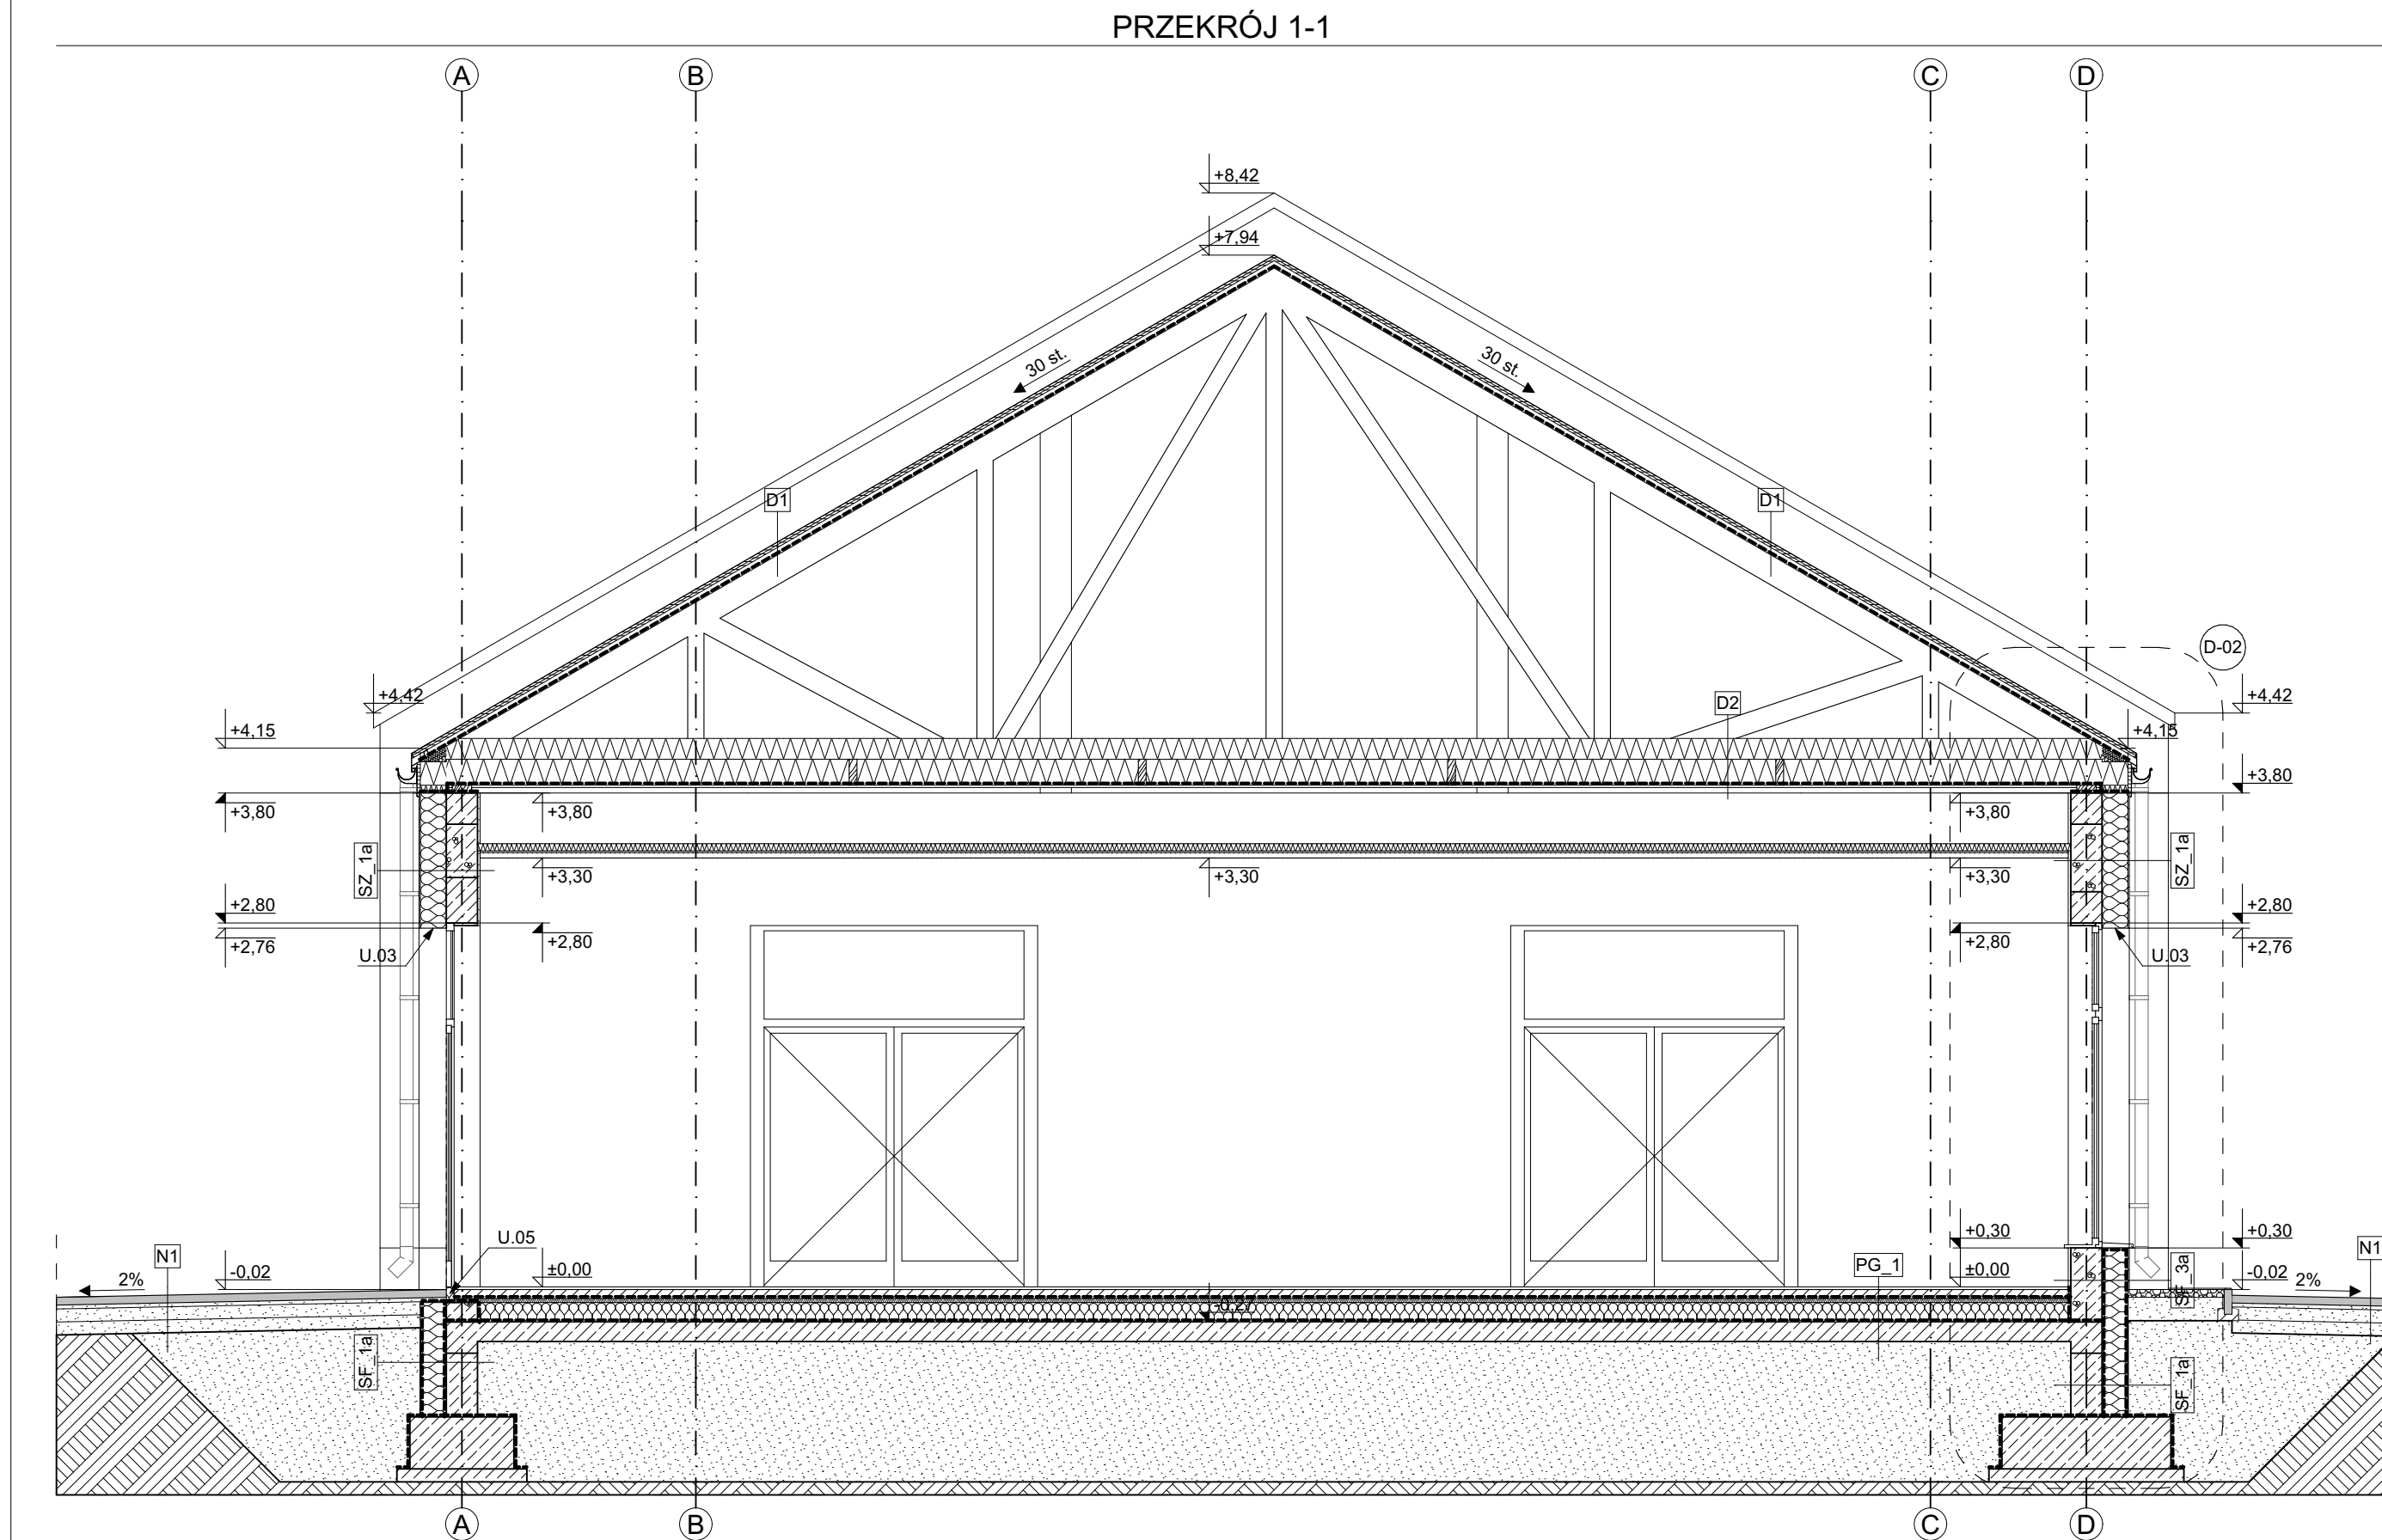 PRZEKRÓJ 1-1
A
B
C
D
+8,42
+7,94
30 st.
30 st.
D1
D1
D-02
+4,42
+4,42
D2
+4,15
+4,15
+3,80
+3,80
+3,80
+3,80
SZ_1a
SZ_1a
+3,30
+3,30
+3,30
+2,80
+2,80
+2,80
+2,80
+2,76
+2,76
U.03
U.03
+0,30
+0,30
U.05
N1
N1
PG_1
2%
-0,02
±0,00
±0,00
SF_3a
-0,02
2%
-0,27
SF_1a
SF_1a
A
B
C
D